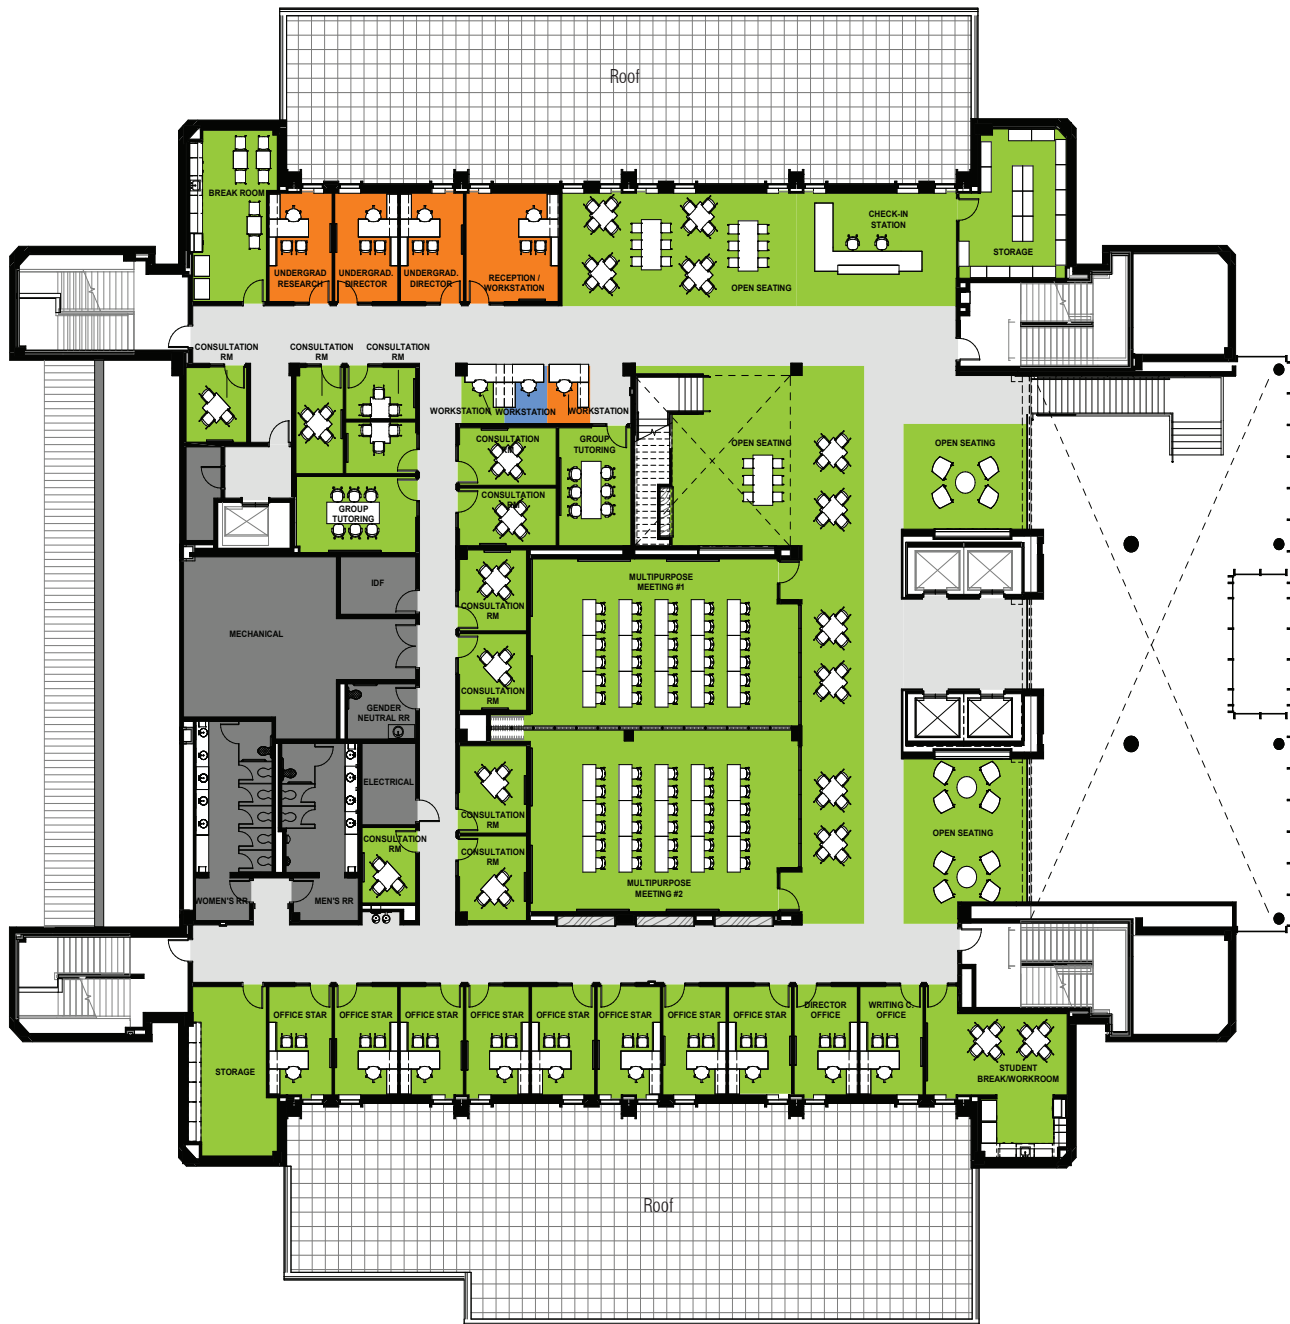 Roof
BREAK ROOM
UNDERGRAD
RESEARCH
UNDERGRAD.
DIRECTOR
UNDERGRAD.
DIRECTOR
RECEPTION /
WORKSTATION
OPEN SEATING
CHECK-IN
STATION
STORAGE
CONSULTATION
RM
CONSULTATION
RM
CONSULTATION
RM
WORKSTATION
WORKSTATION
WORKSTATION
CONSULTATION
RM
GROUP
TUTORING
OPEN SEATING
OPEN SEATING
CONSULTATION
RM
GROUP
TUTORING
IDF
MECHANICAL
CONSULTATION
RM
MULTIPURPOSE
MEETING #1
CONSULTATION
RM
GENDER
NEUTRAL RR
ELECTRICAL
CONSULTATION
RM
CONSULTATION
RM
CONSULTATION
RM
OPEN SEATING
MULTIPURPOSE
MEETING #2
WOMEN'S RR
MEN'S RR
STORAGE
OFFICE STAR
OFFICE STAR
OFFICE STAR
OFFICE STAR
OFFICE STAR
OFFICE STAR
OFFICE STAR
OFFICE STAR
DIRECTOR
OFFICE
WRITING C.
OFFICE
STUDENT
BREAK/WORKROOM
Roof